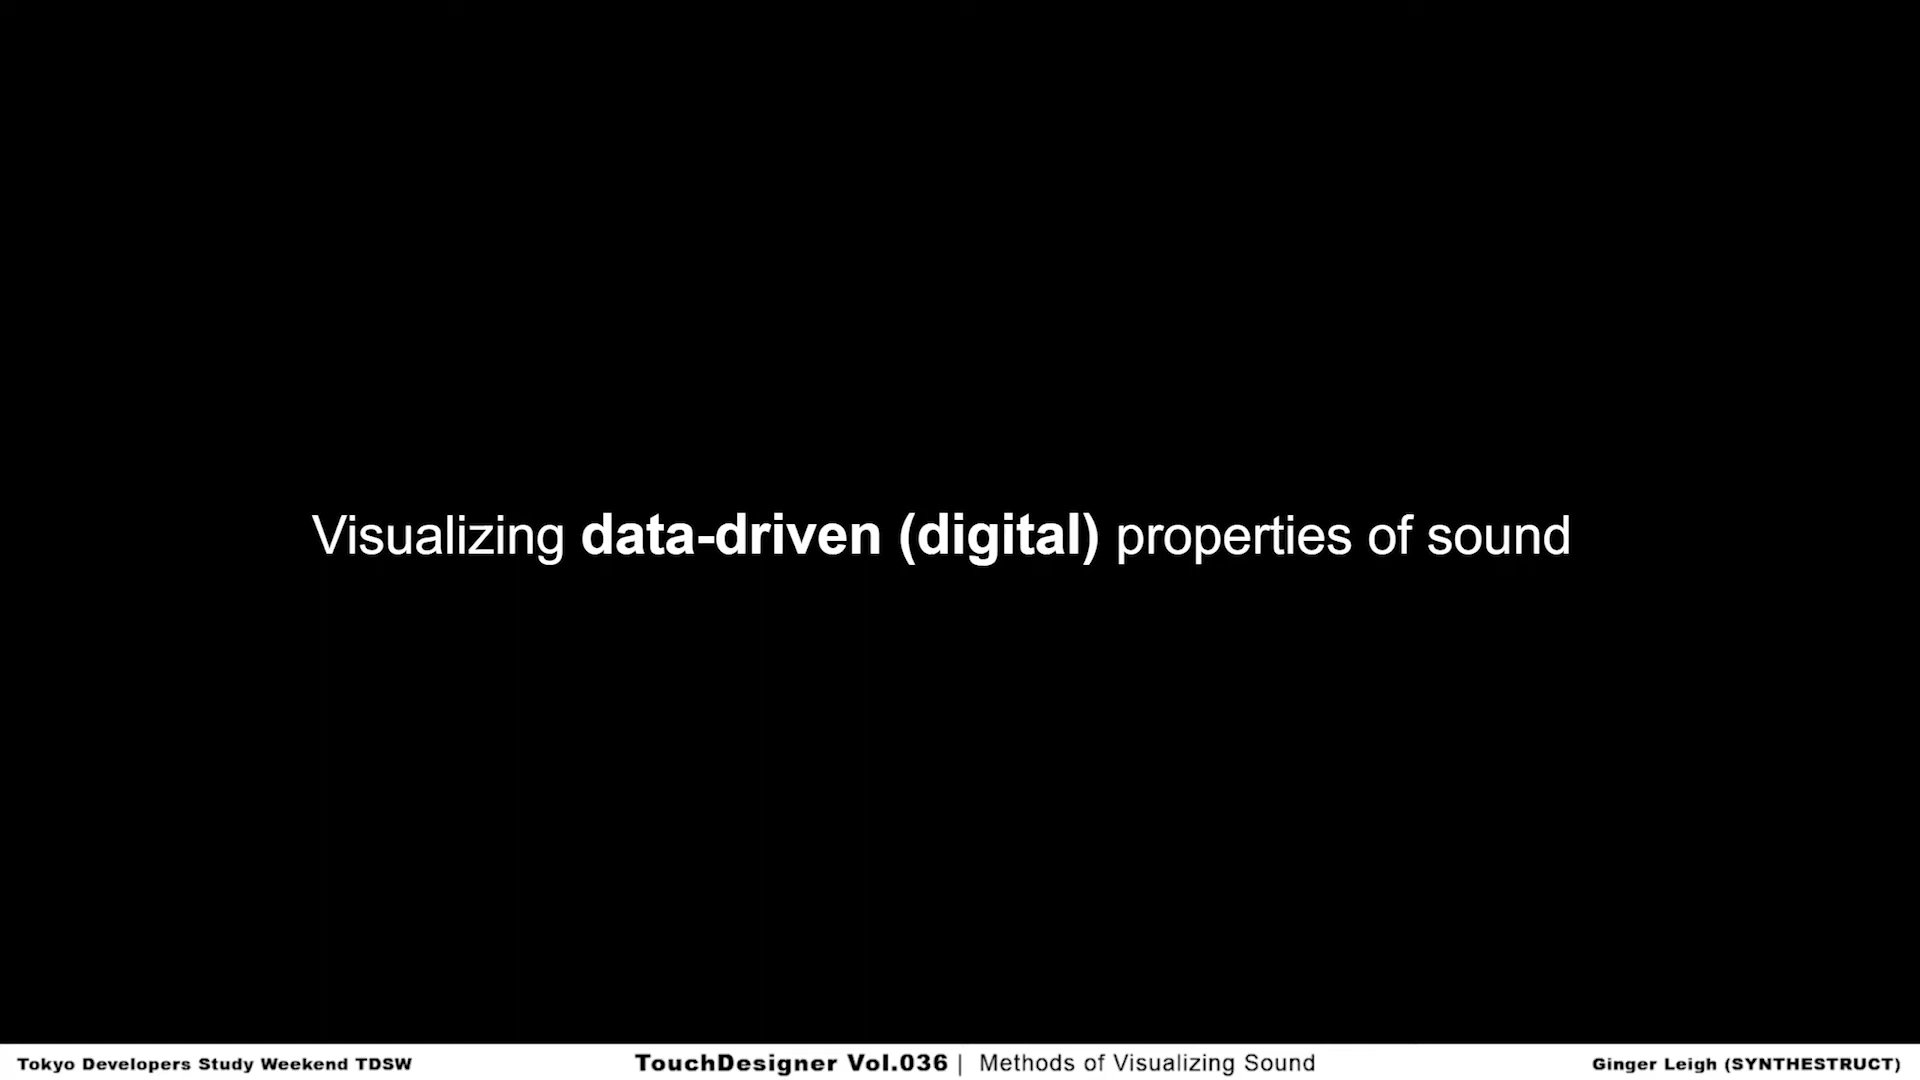 Visualizing data-driven (digital) properties of sound
Tokyo Developers Study Weekend TDSW
TouchDesigner Vol.036 | Methods of Visualizing Sound
Ginger Leigh (SYNTHESTRUCT)